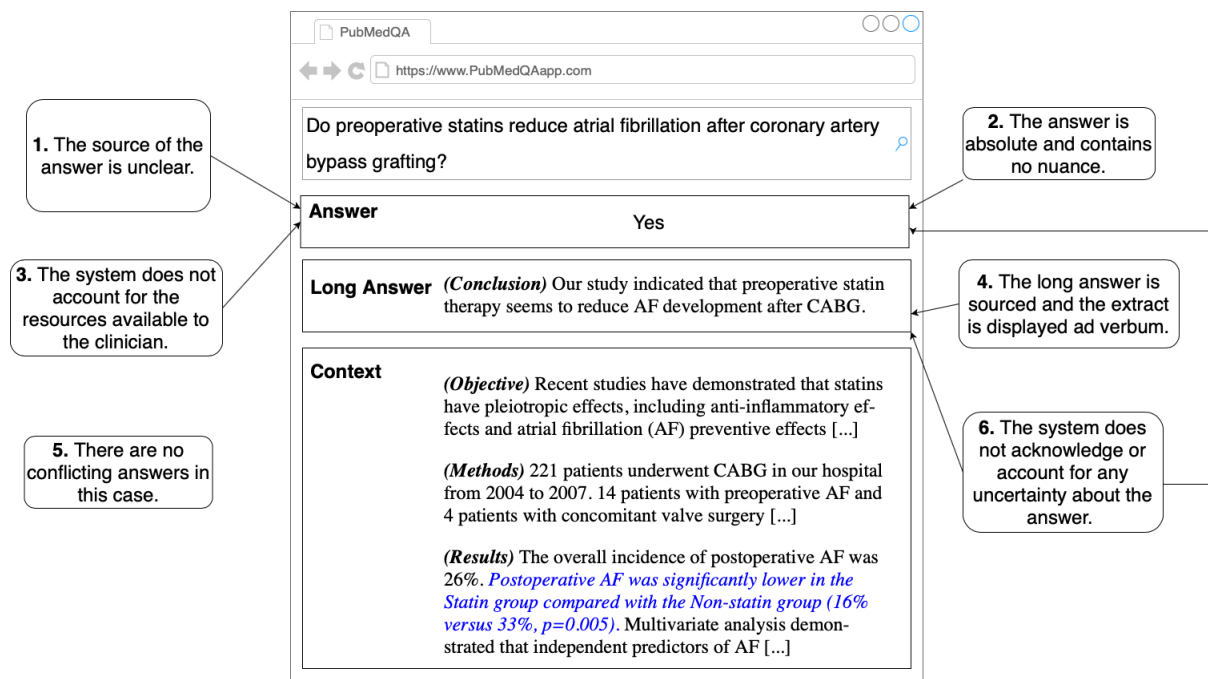 PubMedQA
https://www.PubMedQAapp.com
Do preoperative statins reduce atrial fibrillation after coronary artery
bypass grafting?
1. The source of the
answer is unclear.
2. The answer is
absolute and contains
no nuance.
Answer
Yes
3. The system does not
account for the
resources available to
the clinician.
Long Answer
(Conclusion) Our study indicated that preoperative statin
therapy seems to reduce AF development after CABG.
4. The long answer is
sourced and the extract
is displayed ad verbum.
Context
(Objective) Recent studies have demonstrated that statins
have pleiotropic effects, including anti-inflammatory ef-
fects and atrial fibrillation (AF) preventive effects [...]
5. There are no
conflicting answers in
this case.
(Methods) 221 patients underwent CABG in our hospital
from 2004 to 2007. 14 patients with preoperative AF and
4 patients with concomitant valve surgery [...]
6. The system does
not acknowledge or
account for any
uncertainty about the
answer.
(Results) The overall incidence of postoperative AF was
26%. Postoperative AF was significantly lower in the
Statin group compared with the Non-statin group (16%
versus 33%, p=0.005). Multivariate analysis demon-
strated that independent predictors of AF [...]